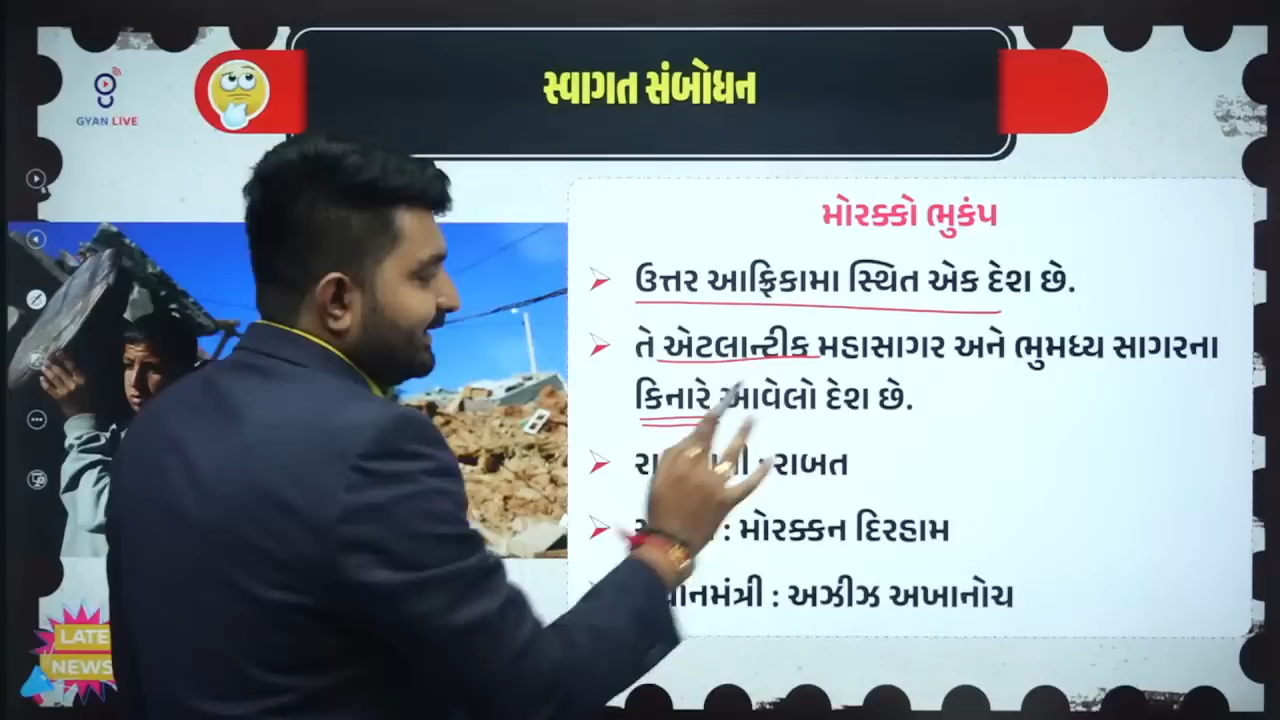 સ્વાગત સંબોધન
GYAN LIVE
મોરક્કો ભુકંપ
ઉત્તર આફ્રિકામા સ્થિત એક દેશ છે.
તે એટલાન્ટીક મહાસાગર અને ભુમધ્ય સાગરના
કિનારે આવેલો દેશ છે.
રાબત
: મોરક્કન દિરહામ
: અઝીઝ અખાનોચ
LATE
NEWS